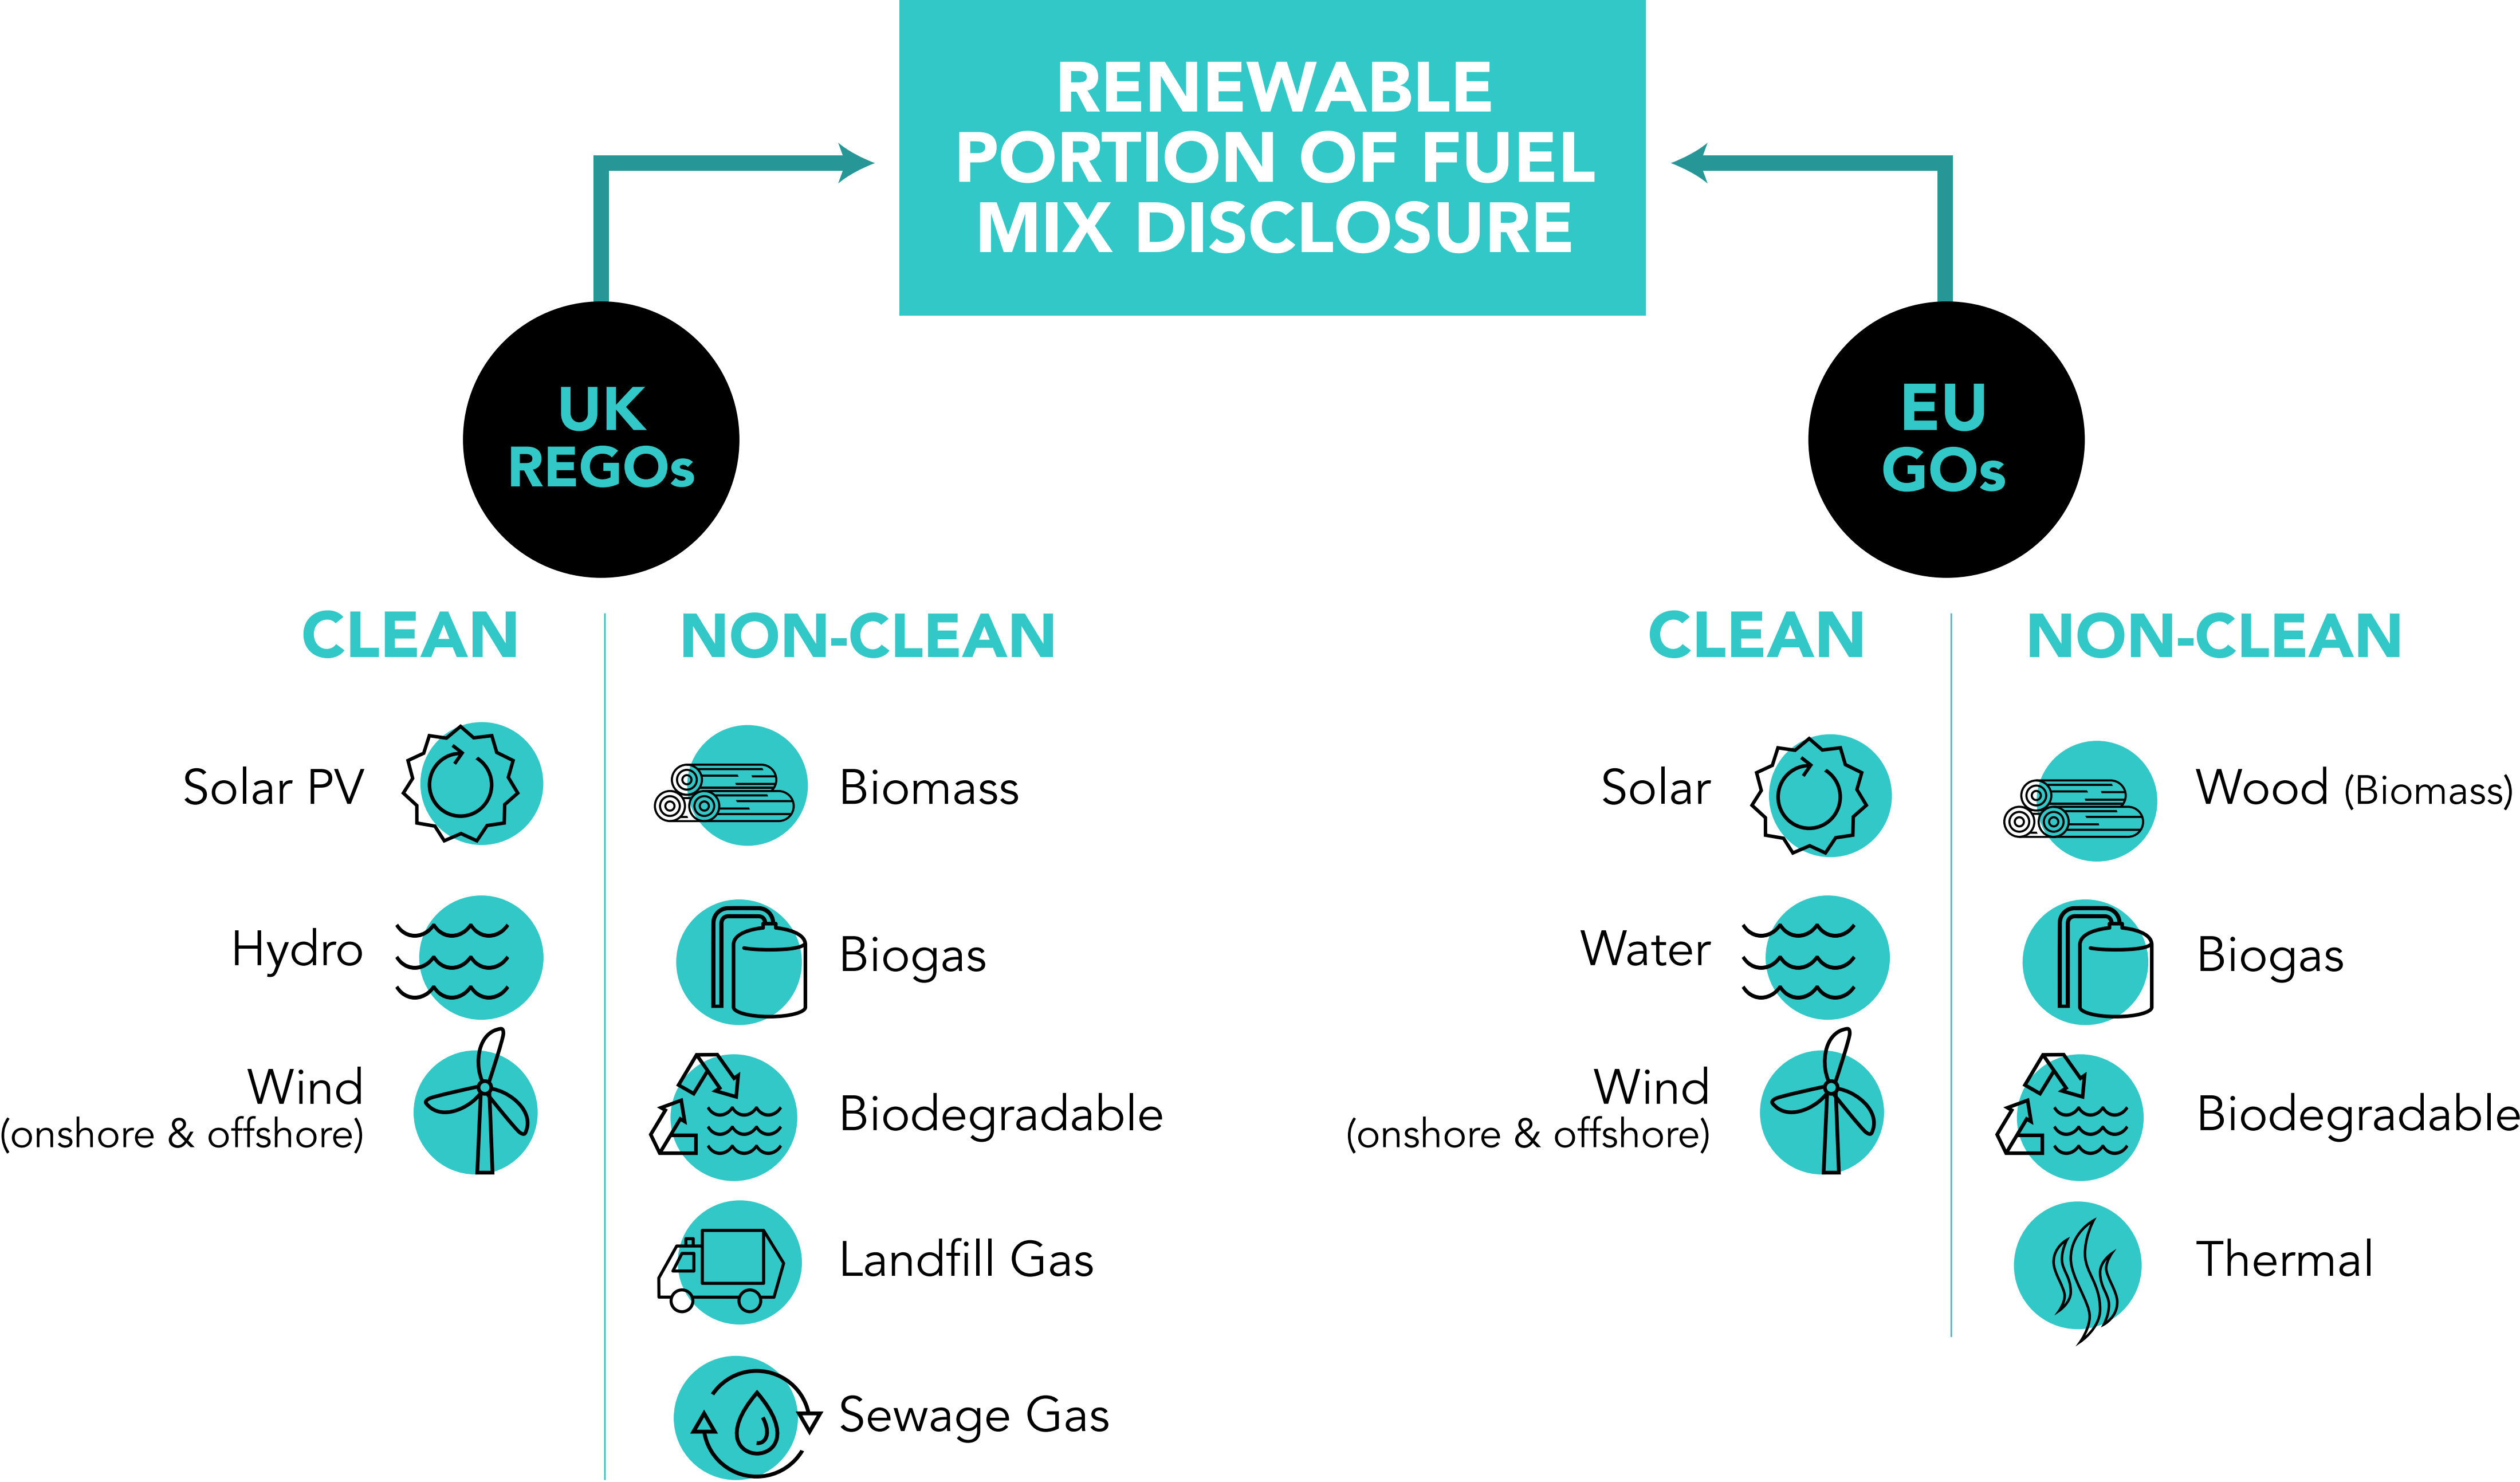 RENEWABLE
PORTION OF FUEL
MIX DISCLOSURE
UK
REGOs
CLEAN
NON-CLEAN
Solar PV
Biomass
Hydro
Biogas
Wind
(onshore & offshore)
Biodegradable
Landfill Gas
Sewage Gas
EU
GOs
CLEAN
NON-CLEAN
Solar
Wood (Biomass)
Water
Biogas
Wind
(onshore & offshore)
Biodegradable
Thermal